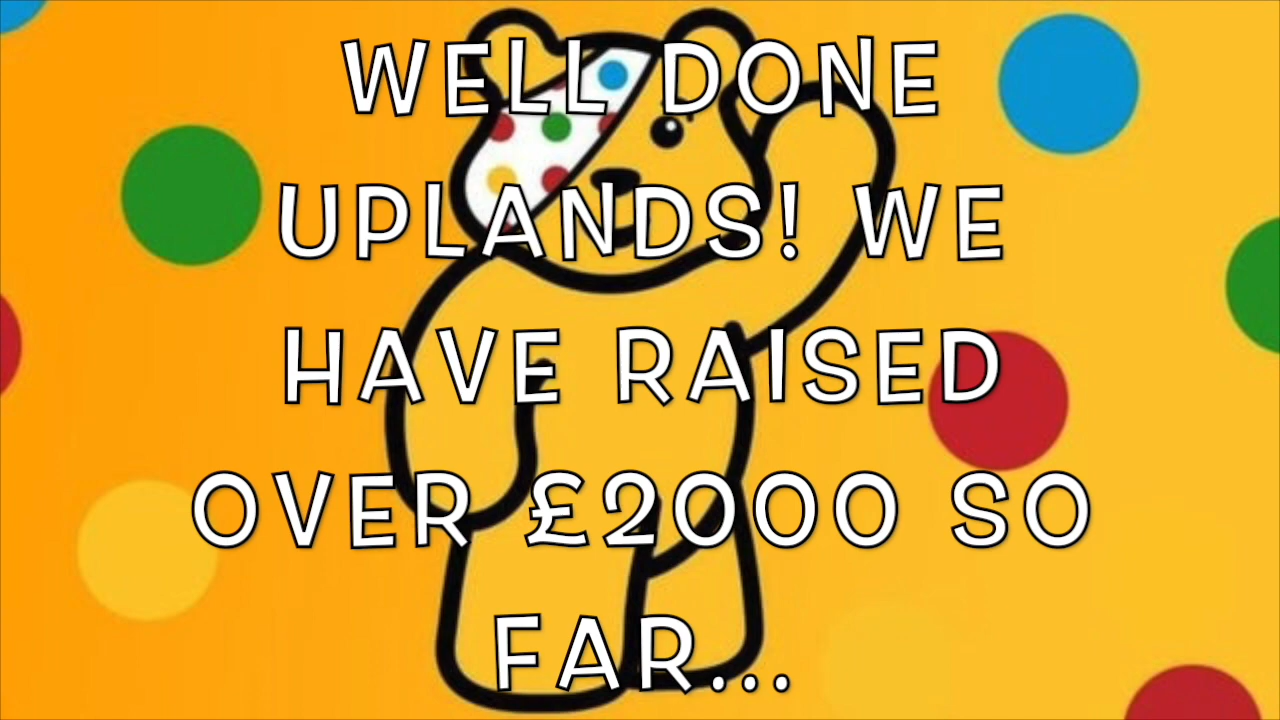 WELL DONE
UPLANDS! WE
HAVE RAISED
OVER £2000 SO
FAR...